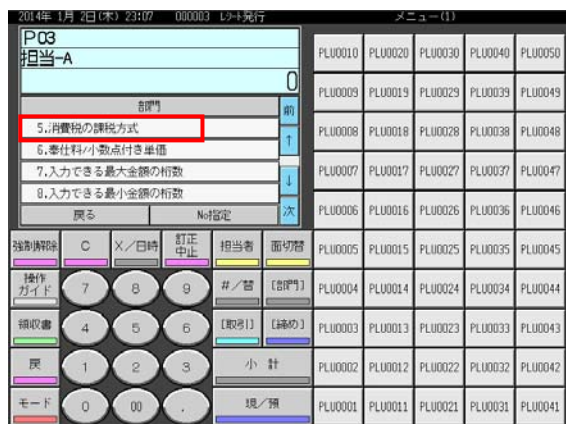 2014年 1月 2日(木) 23:07 000003 レシート発行 メニュー(1)
P03
担当-A
0
部門
前
5.消費税の課税方式
6.奉仕料/小数点付き単価
↑
7.入力できる最大金額の桁数
↓
8.入力できる最小金額の桁数
戻る No指定 次
強制解除 C ×/日時 訂正中止 担当者 面切替
操作ガイド 7 8 9 #/替 [部門]
領収書 4 5 6 [取引] [締め]
戻 1 2 3 小 計
モード 0 00 . 現/預
PLU0010 PLU0020 PLU0030 PLU0040 PLU0050
PLU0009 PLU0019 PLU0029 PLU0039 PLU0049
PLU0008 PLU0018 PLU0028 PLU0038 PLU0048
PLU0007 PLU0017 PLU0027 PLU0037 PLU0047
PLU0006 PLU0016 PLU0026 PLU0036 PLU0046
PLU0005 PLU0015 PLU0025 PLU0035 PLU0045
PLU0004 PLU0014 PLU0024 PLU0034 PLU0044
PLU0003 PLU0013 PLU0023 PLU0033 PLU0043
PLU0002 PLU0012 PLU0022 PLU0032 PLU0042
PLU0001 PLU0011 PLU0021 PLU0031 PLU0041